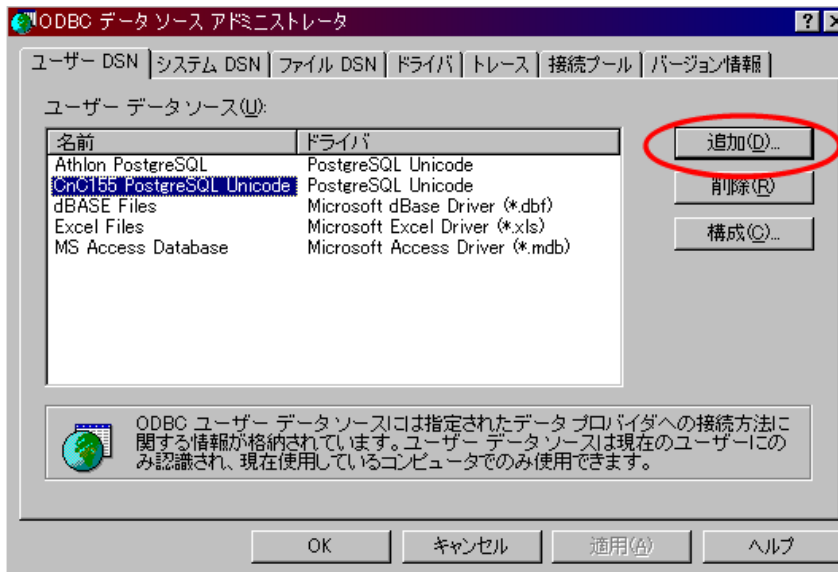 ODBC データ ソース アドミニストレータ
ユーザー DSN システム DSN ファイル DSN ドライバ トレース 接続プール バージョン情報
ユーザー データ ソース(U):
名前 ドライバ
Athlon PostgreSQL PostgreSQL Unicode
CnC155 PostgreSQL Unicode PostgreSQL Unicode
dBASE Files Microsoft dBase Driver (*.dbf)
Excel Files Microsoft Excel Driver (*.xls)
MS Access Database Microsoft Access Driver (*.mdb)
追加(D)...
削除(R)
構成(C)...
ODBC ユーザー データ ソースには指定されたデータ プロバイダへの接続方法に
関する情報が格納されています。ユーザー データ ソースは現在のユーザーにの
み認識され、現在使用しているコンピュータでのみ使用できます。
OK キャンセル 適用(A) ヘルプ